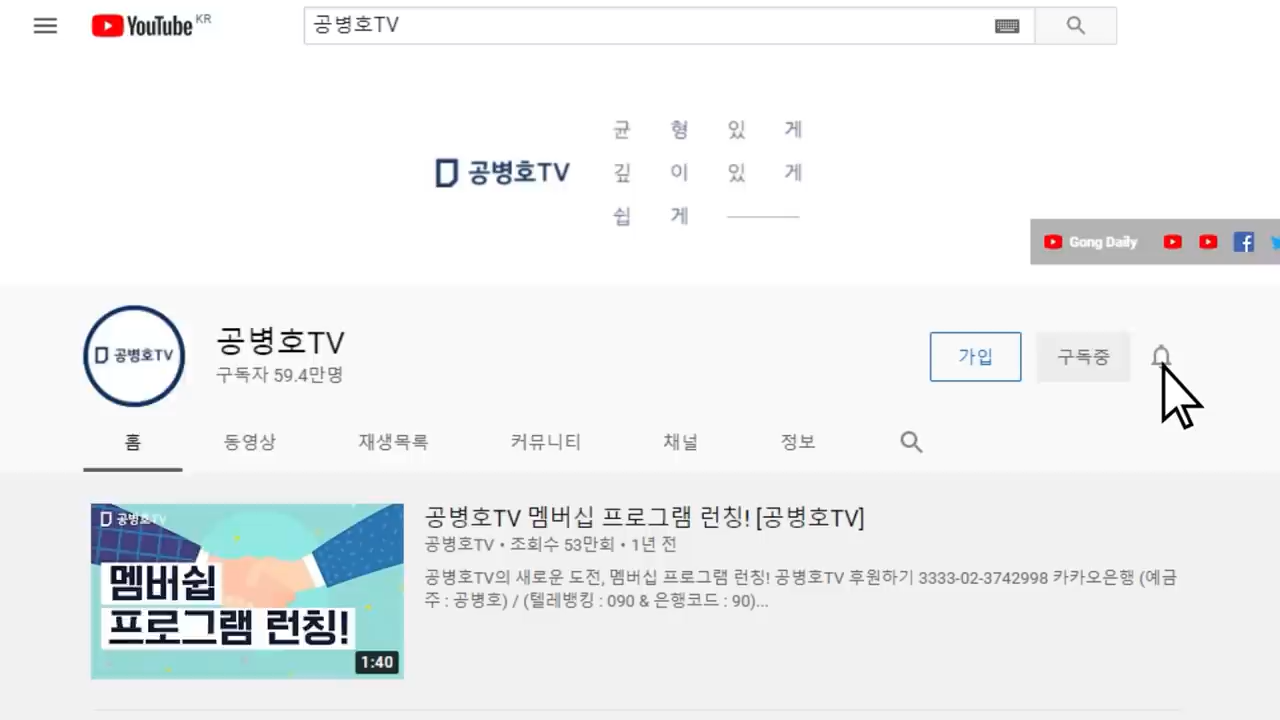 YouTube KR
공병호TV
균 형 있 게
공병호TV
깊 이 있 게
쉽 게
Gong Daily
공병호TV
공병호TV
구독자 59.4만명
가입
구독중
홈
동영상
재생목록
커뮤니티
채널
정보
공병호TV
멤버쉽
프로그램 런칭!
1:40
공병호TV 멤버십 프로그램 런칭! [공병호TV]
공병호TV • 조회수 53만회 • 1년 전
공병호TV의 새로운 도전, 멤버십 프로그램 런칭! 공병호TV 후원하기 3333-02-3742998 카카오은행 (예금
주 : 공병호) / (텔레뱅킹 : 090 & 은행코드 : 90)...